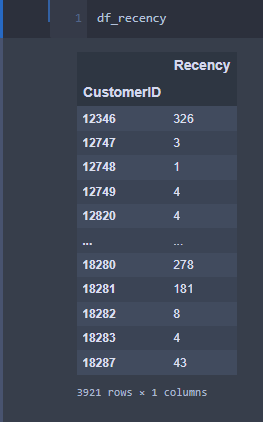 1 df_recency
Recency
CustomerID
12346 326
12747 3
12748 1
12749 4
12820 4
... ...
18280 278
18281 181
18282 8
18283 4
18287 43
3921 rows × 1 columns